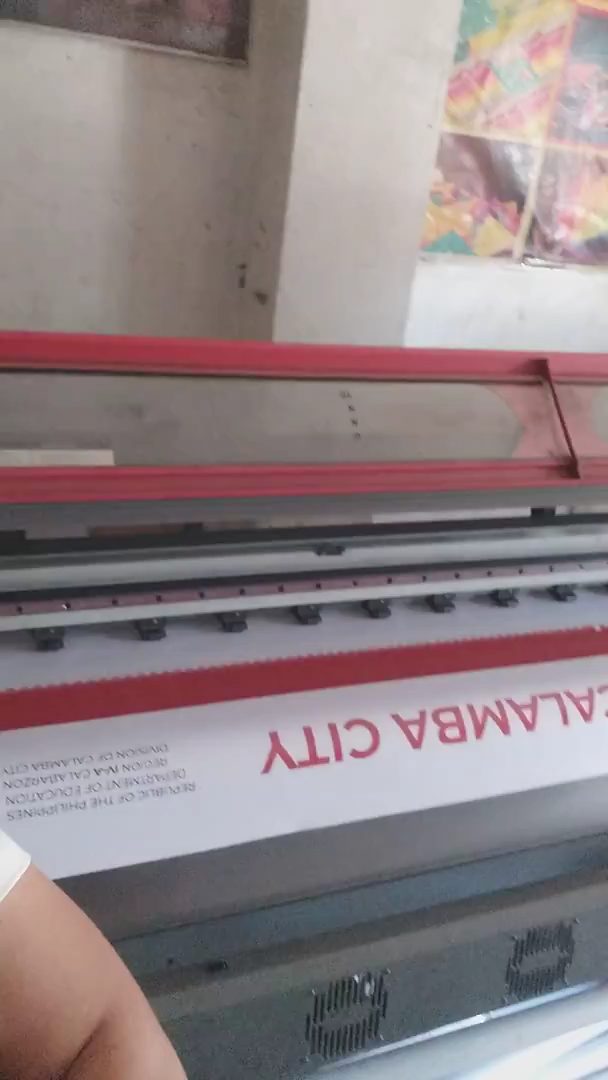 REPUBLIC OF THE PHILIPPINES
DEPARTMENT OF EDUCATION
REGION IV-A CALABARZON
DIVISION OF CALAMBA CITY
CALAMBA CITY